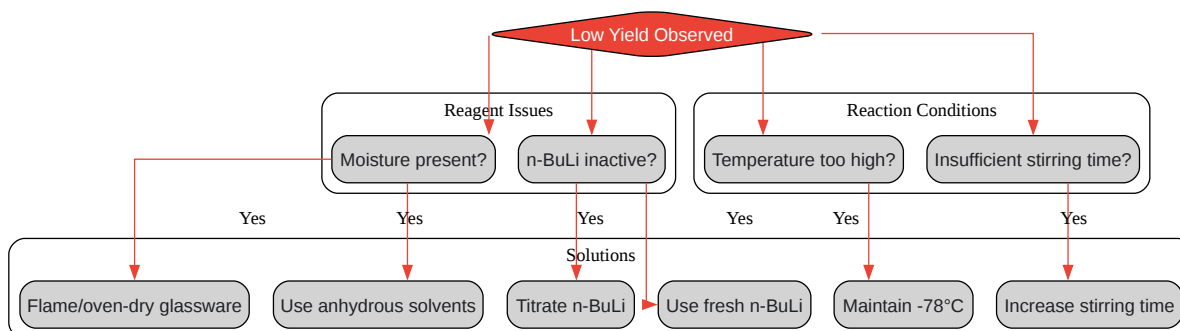 Low Yield Observed
Reagent Issues
Reaction Conditions
Moisture present?
n-BuLi inactive?
Temperature too high?
Insufficient stirring time?
Yes
Yes
Yes
Yes
Yes
Yes
Solutions
Flame/oven-dry glassware
Use anhydrous solvents
Titrate n-BuLi
Use fresh n-BuLi
Maintain -78°C
Increase stirring time